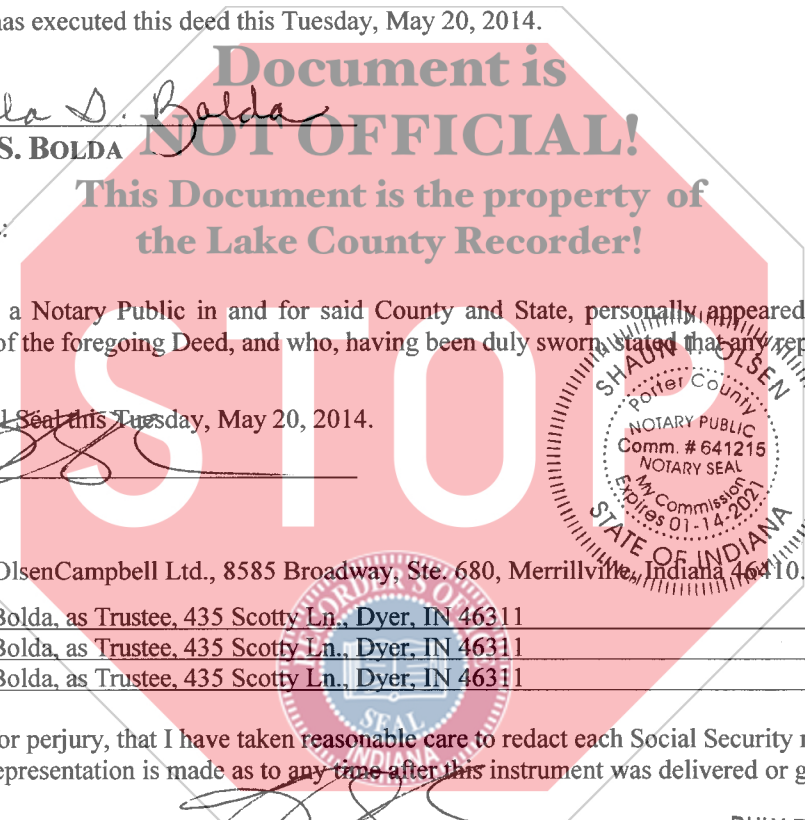 has executed this deed this Tuesday, May 20, 2014.
Document is
la S. Bolda
NOT OFFICIAL!
S. BOLDA
This Document is the property of
the Lake County Recorder!
:
a Notary Public in and for said County and State, personally appeared
of the foregoing Deed, and who, having been duly sworn, stated that any rep
SHAUN T. OLSEN
Porter County
NOTARY PUBLIC
Comm. # 641215
NOTARY SEAL
My Commission
Expires 01-14-2021
STATE OF INDIANA
l Seal this Tuesday, May 20, 2014.
STOP
OlsenCampbell Ltd., 8585 Broadway, Ste. 680, Merrillville, Indiana 46410.
Bolda, as Trustee, 435 Scotty Ln., Dyer, IN 46311
Bolda, as Trustee, 435 Scotty Ln., Dyer, IN 46311
Bolda, as Trustee, 435 Scotty Ln., Dyer, IN 46311
RECORDER'S OFFICE
SEAL
INDIANA
or perjury, that I have taken reasonable care to redact each Social Security
epresentation is made as to any time after this instrument was delivered or g